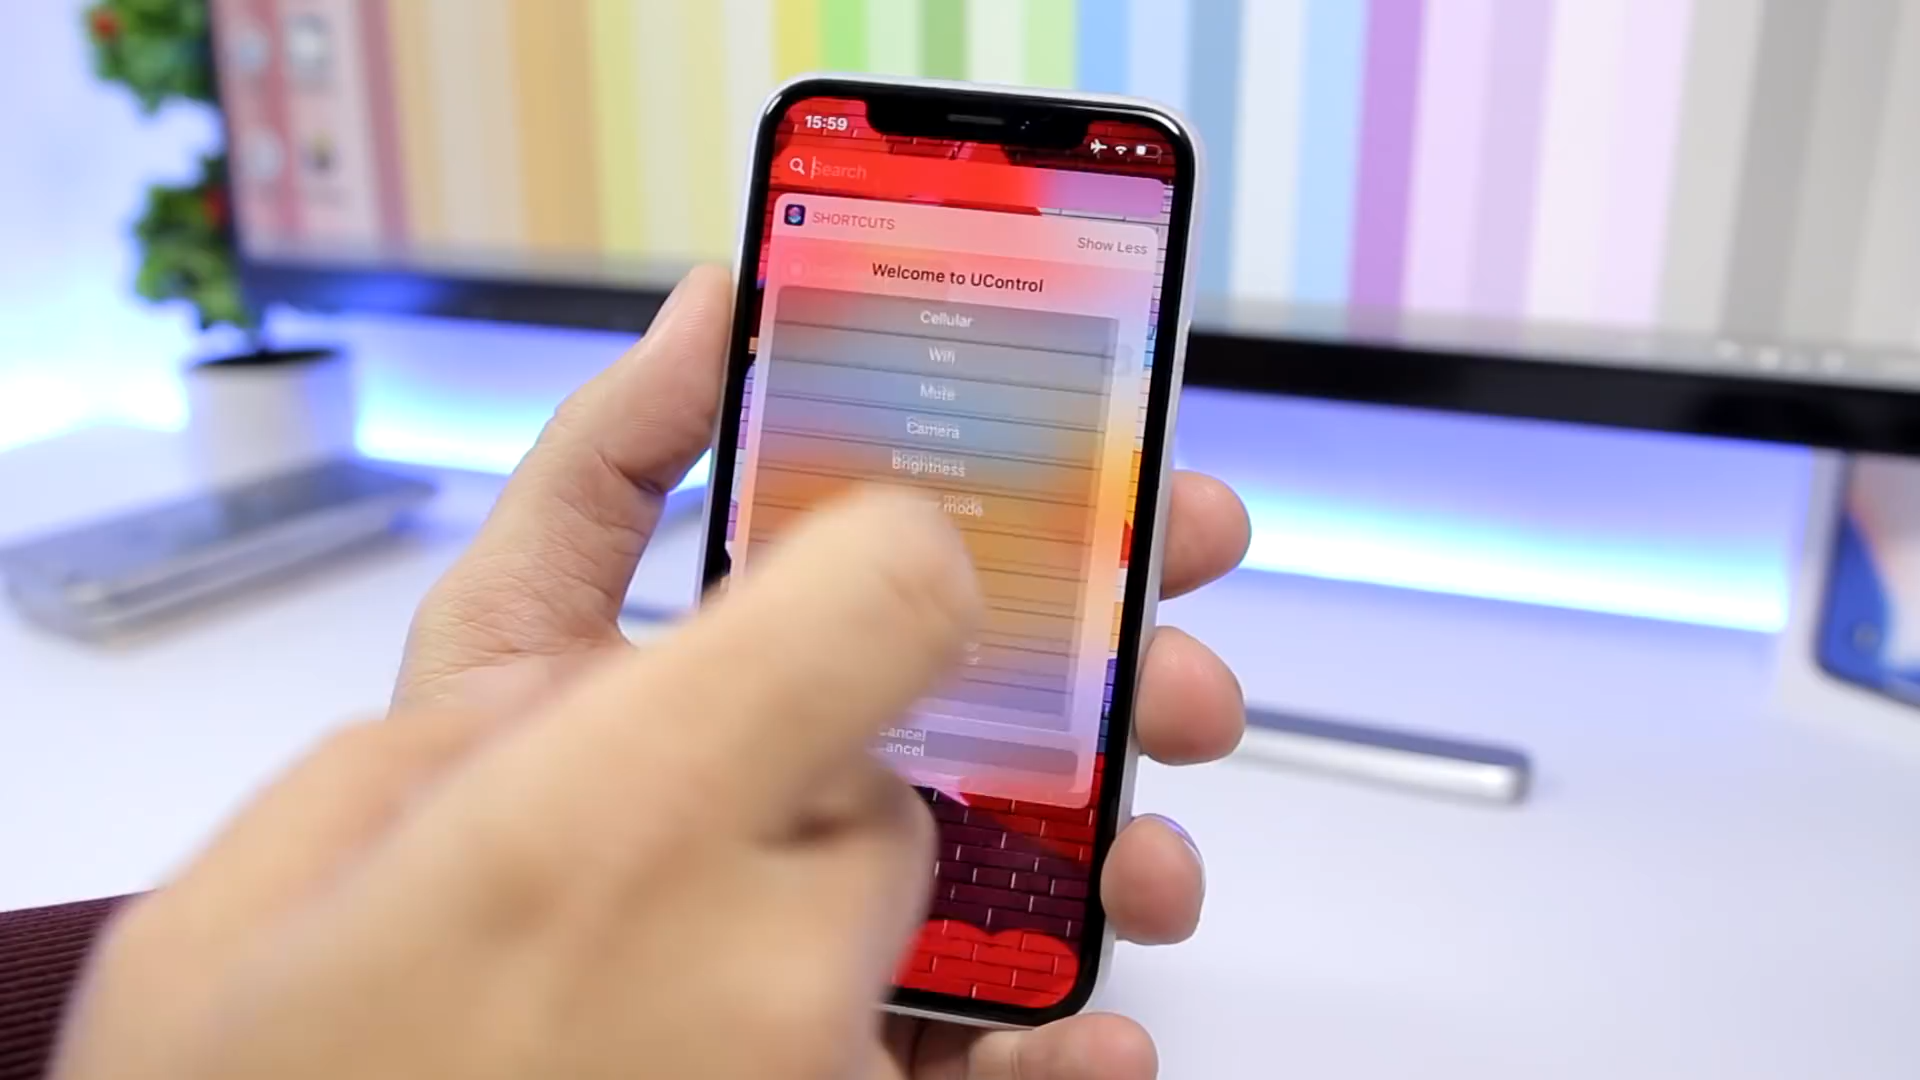 15:59
Search
SHORTCUTS
Show Less
Welcome to UControl
Cellular
Wifi
Mute
Camera
Brightness
mode
Cancel